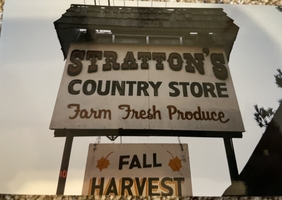 STRATTON'S
COUNTRY STORE
Farm Fresh Produce
FALL
HARVEST